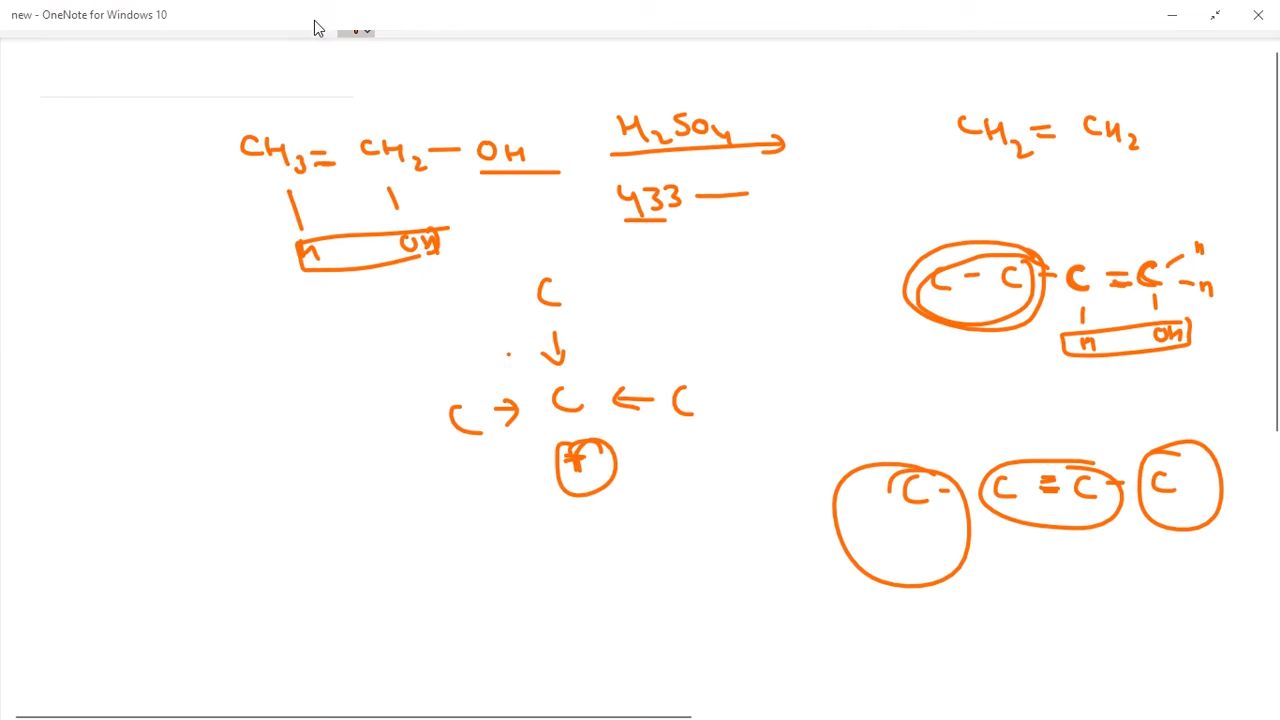 new - OneNote for Windows 10
CH3 = CH2 — OH
H OH
H2SO4
433 —
CH2 = CH2
C - C - C = C - H
H
H OH
C
C → C ← C
+
C - C = C - C